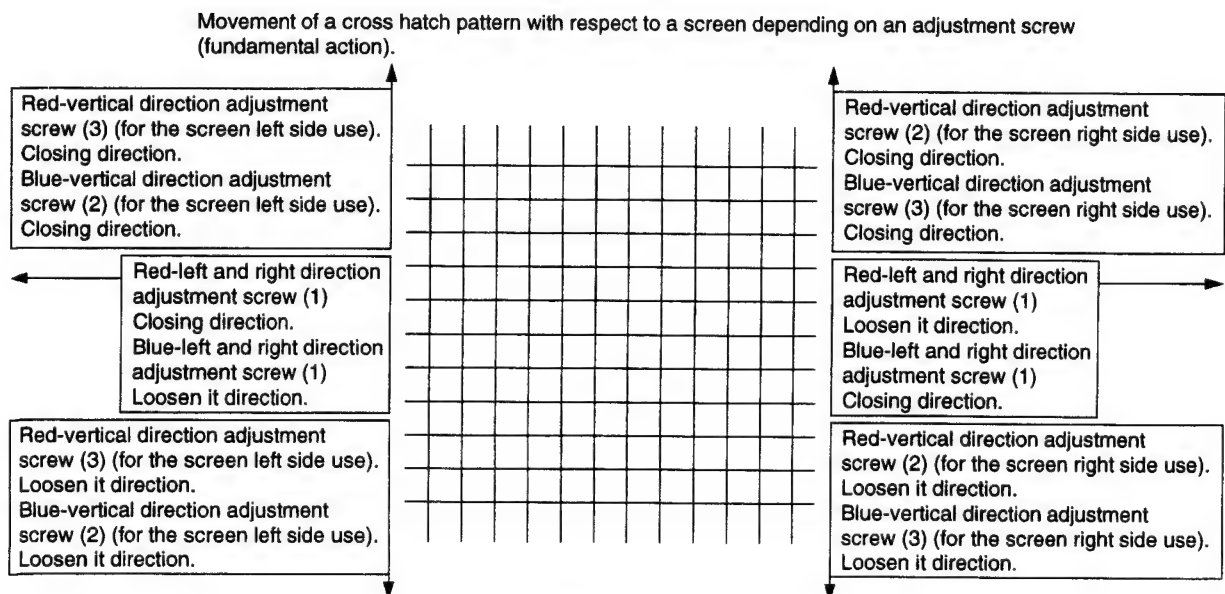 Movement of a cross hatch pattern with respect to a screen depending on an adjustment screw
(fundamental action).
Red-vertical direction adjustment
screw (3) (for the screen left side use).
Closing direction.
Blue-vertical direction adjustment
screw (2) (for the screen left side use).
Closing direction.
Red-vertical direction adjustment
screw (2) (for the screen right side use).
Closing direction.
Blue-vertical direction adjustment
screw (3) (for the screen right side use).
Closing direction.
Red-left and right direction
adjustment screw (1)
Closing direction.
Blue-left and right direction
adjustment screw (1)
Loosen it direction.
Red-left and right direction
adjustment screw (1)
Loosen it direction.
Blue-left and right direction
adjustment screw (1)
Closing direction.
Red-vertical direction adjustment
screw (3) (for the screen left side use).
Loosen it direction.
Blue-vertical direction adjustment
screw (2) (for the screen left side use).
Loosen it direction.
Red-vertical direction adjustment
screw (2) (for the screen right side use).
Loosen it direction.
Blue-vertical direction adjustment
screw (3) (for the screen right side use).
Loosen it direction.